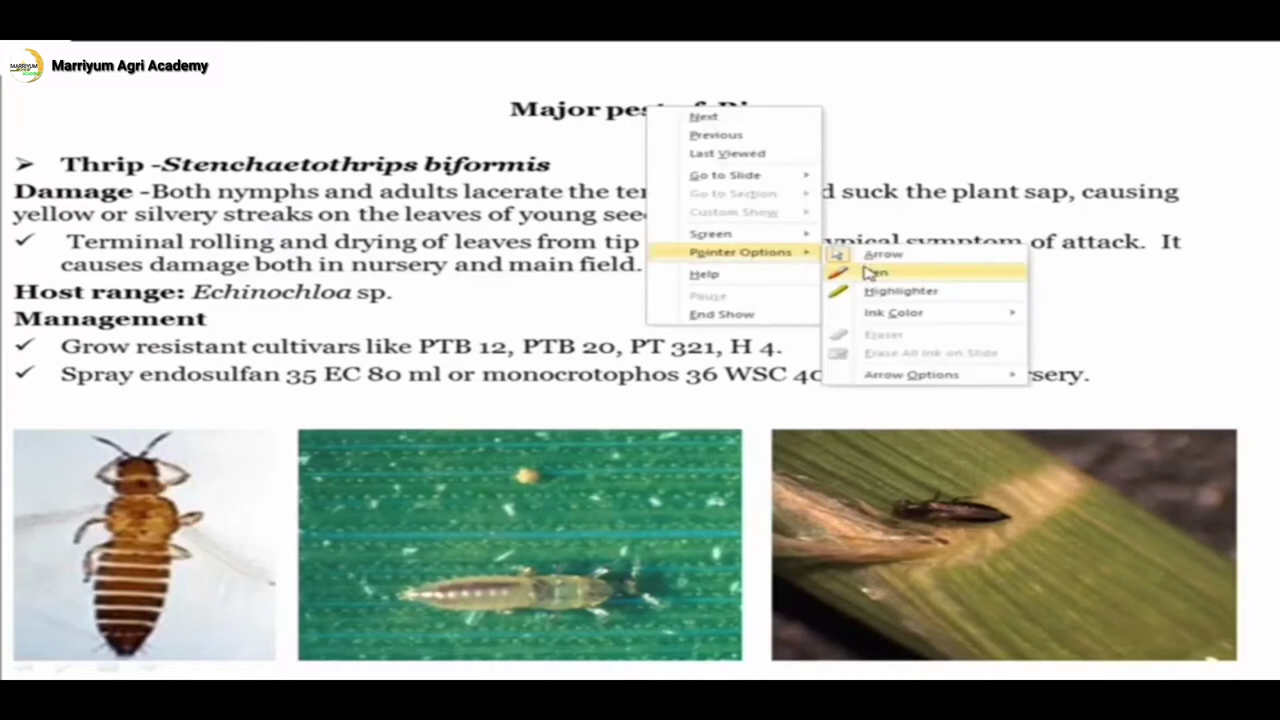 Marriyum Agri Academy
Major pest
Thrip -Stenchaetothrips biformis
Damage -Both nymphs and adults lacerate the suck the plant sap, causing
yellow or silvery streaks on the leaves of young
Terminal rolling and drying of leaves from tip symptom of attack. It
causes damage both in nursery and main field.
Host range: Echinochloa sp.
Management
Grow resistant cultivars like PTB 12, PTB 20, PT 321, H 4.
Spray endosulfan 35 EC 80 ml or monocrotophos 36 WSC
Next
Previous
Last Viewed
Go to Slide
Go to Section
Custom Show
Screen
Pointer Options
Help
Pause
End Show
Arrow
Highlighter
Ink Color
Eraser
Erase All Ink on Slide
Arrow Options